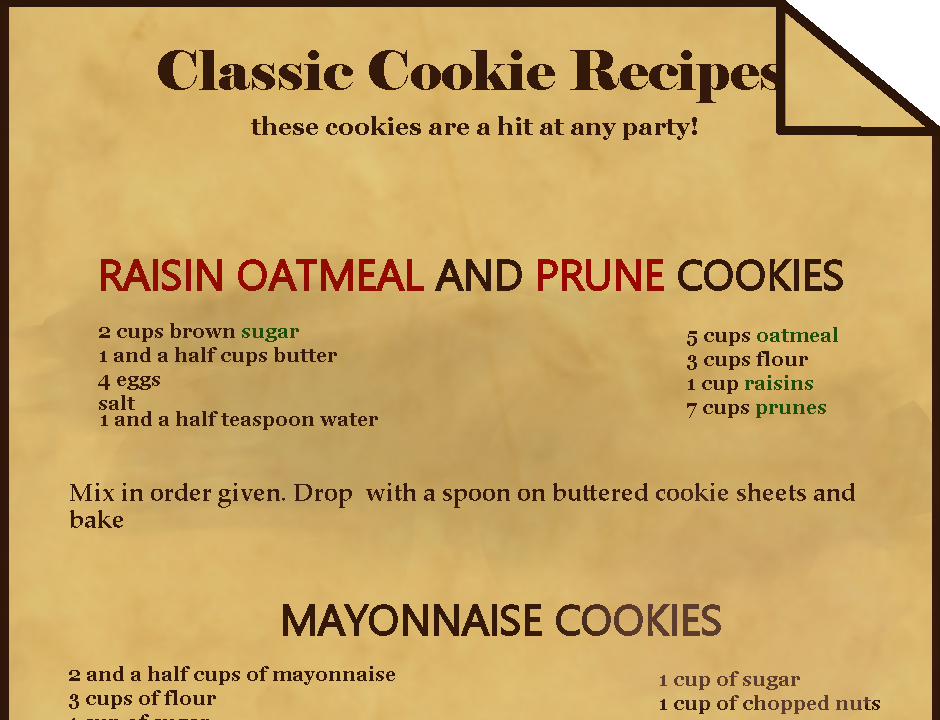 Classic Cookie Recipes
these cookies are a hit at any party!
RAISIN OATMEAL AND PRUNE COOKIES
2 cups brown sugar
1 and a half cups butter
4 eggs
salt
1 and a half teaspoon water
5 cups oatmeal
3 cups flour
1 cup raisins
7 cups prunes
Mix in order given. Drop  with a spoon on buttered cookie sheets and
bake
MAYONNAISE COOKIES
2 and a half cups of mayonnaise
3 cups of flour
1 cup of sugar
1 cup of chopped nuts